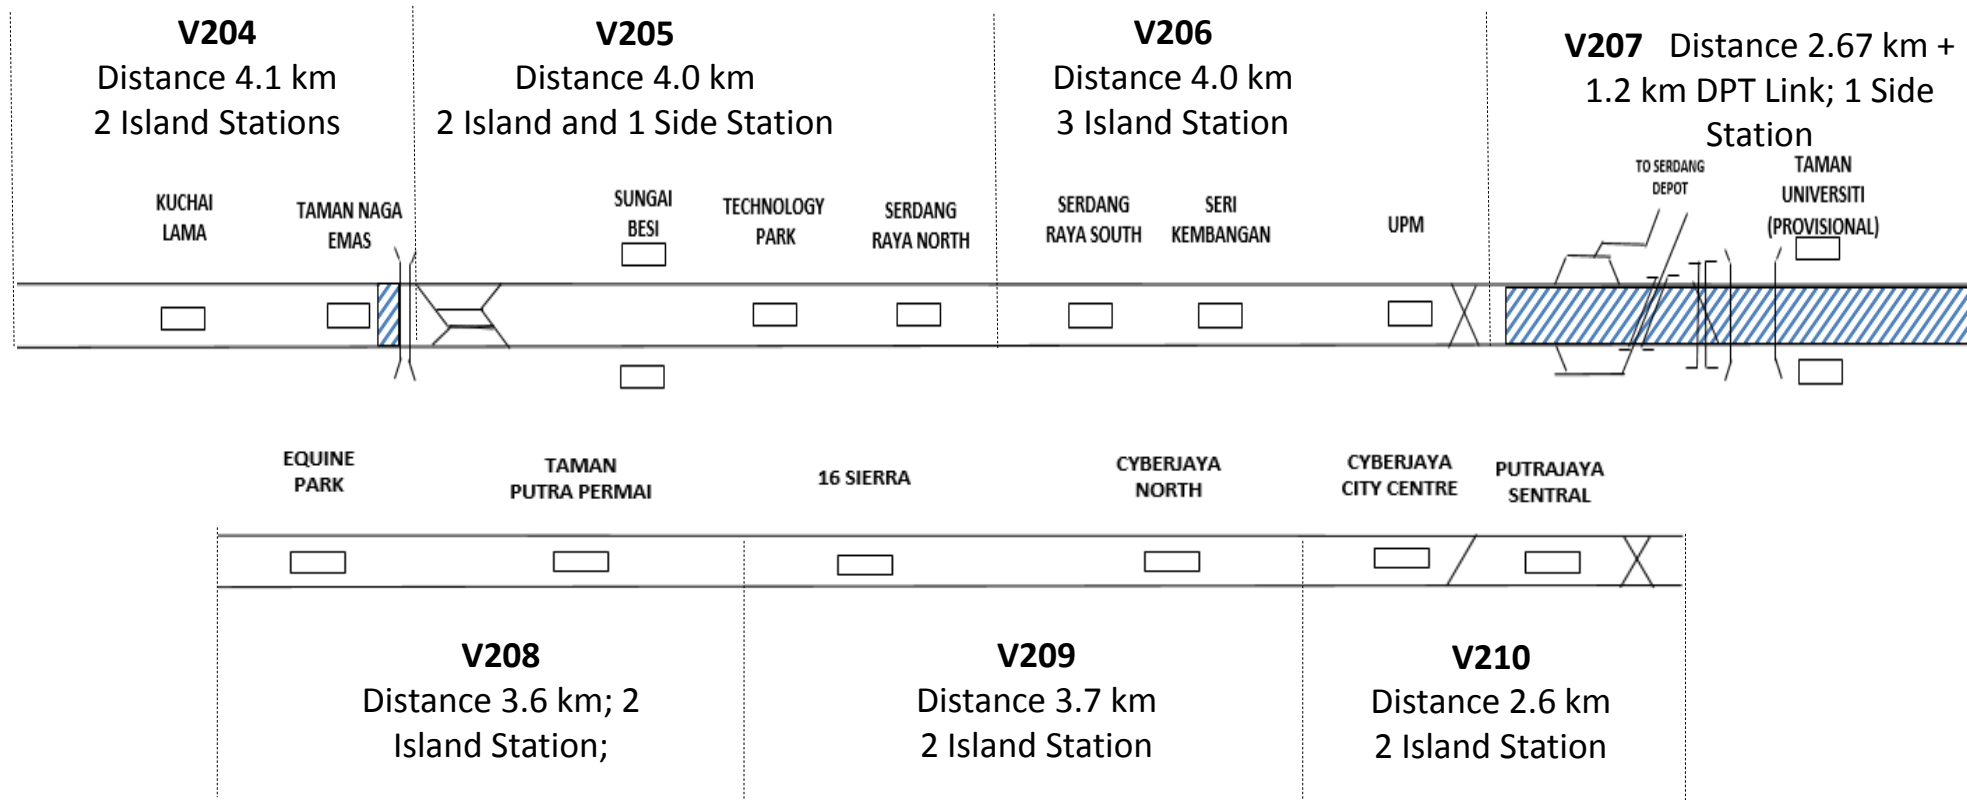 V204
Distance 4.1 km
2 Island Stations
V205
Distance 4.0 km
2 Island and 1 Side Station
V206
Distance 4.0 km
3 Island Station
V207 Distance 2.67 km +
1.2 km DPT Link; 1 Side
Station
KUCHAI
LAMA
TAMAN NAGA
EMAS
SUNGAI
BESI
TECHNOLOGY
PARK
SERDANG
RAYA NORTH
SERDANG
RAYA SOUTH
SERI
KEMBANGAN
UPM
TO SERDANG
DEPOT
TAMAN
UNIVERSITI
(PROVISIONAL)
EQUINE
PARK
TAMAN
PUTRA PERMAI
16 SIERRA
CYBERJAYA
NORTH
CYBERJAYA
CITY CENTRE
PUTRAJAYA
SENTRAL
V208
Distance 3.6 km; 2
Island Station;
V209
Distance 3.7 km
2 Island Station
V210
Distance 2.6 km
2 Island Station